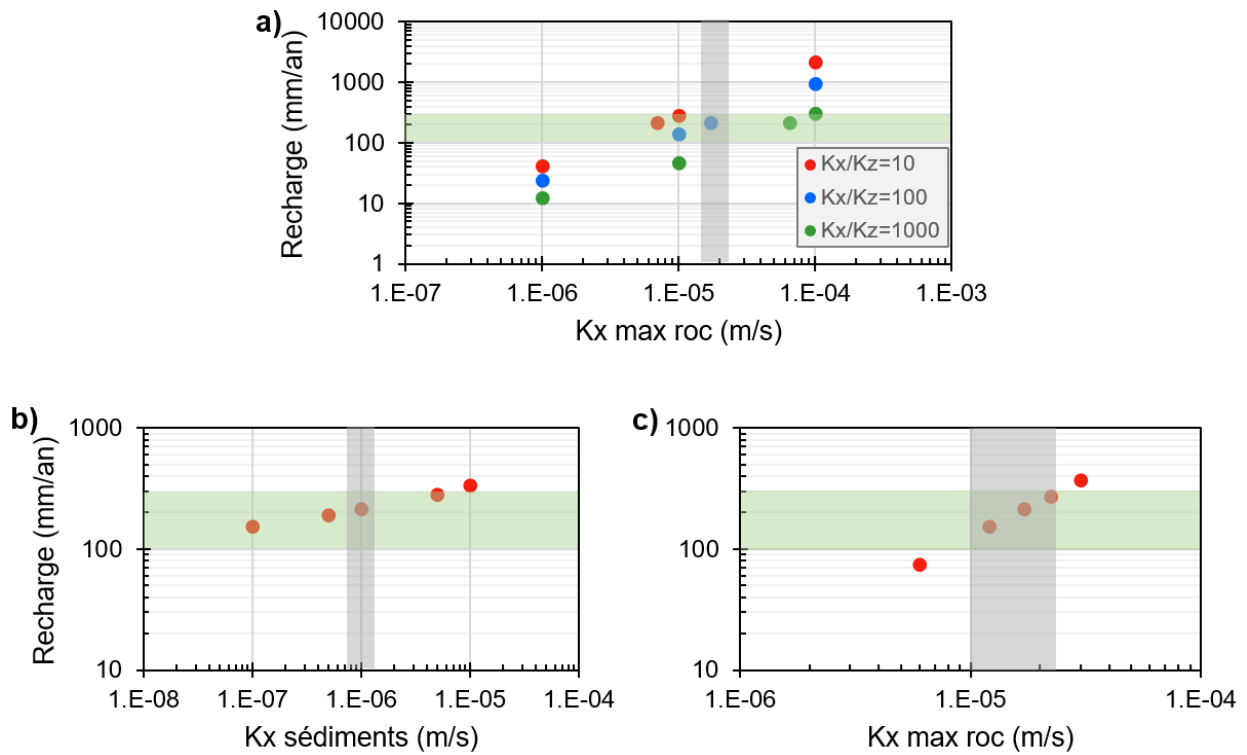 a)
Recharge (mm/an)
10000
1000
100
10
1
Kx/Kz=10
Kx/Kz=100
Kx/Kz=1000
1.E-07 1.E-06 1.E-05 1.E-04 1.E-03
Kx max roc (m/s)
b)
Recharge (mm/an)
1000
100
10
1.E-08 1.E-07 1.E-06 1.E-05 1.E-04
Kx sédiments (m/s)
c)
1000
100
10
1.E-06 1.E-05 1.E-04
Kx max roc (m/s)